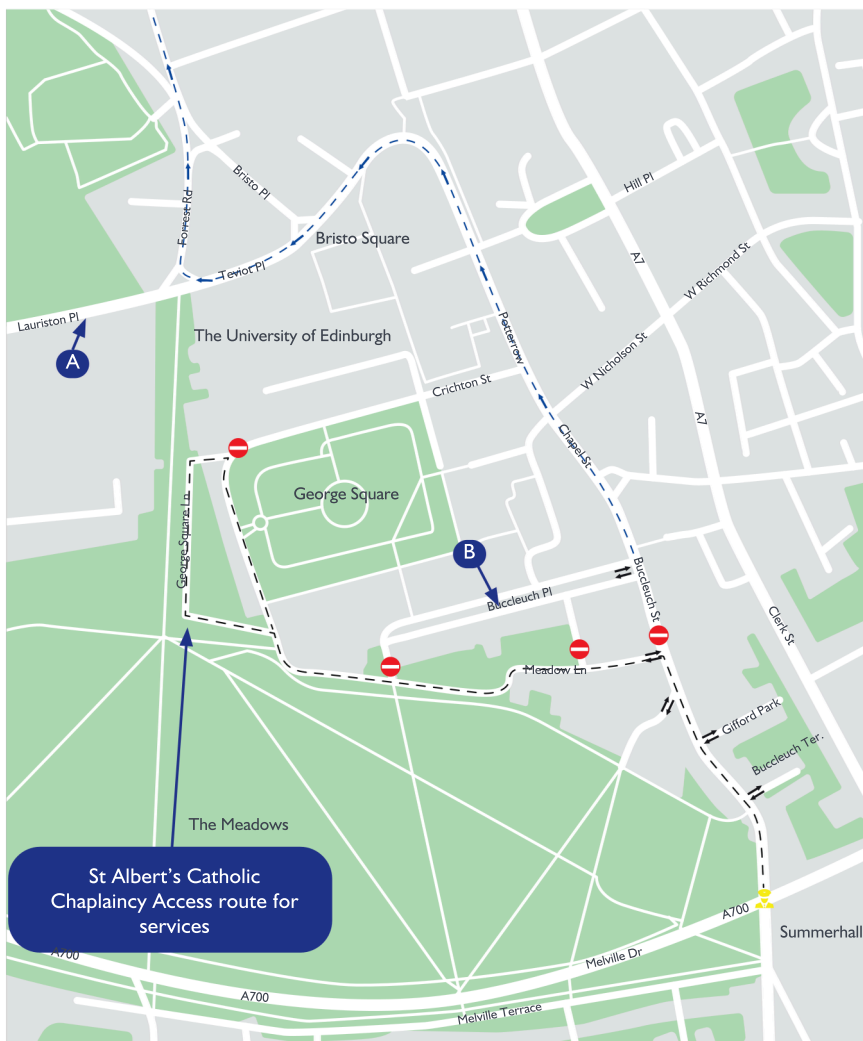 Forrest Rd
Bristo Pl
Hill Pl
Bristo Square
A7
W Richmond St
Teviot Pl
Lauriston Pl
A
The University of Edinburgh
Potterrow
W Nicholson St
Crichton St
A7
Chapel St
George Square
George Square Ln
B
Buccleuch Pl
Buccleuch St
Clerk St
Meadow Ln
Gifford Park
Buccleuch Ter.
The Meadows
St Albert's Catholic
Chaplaincy Access route for
services
A700
Summerhall
A700
Melville Dr
A700
Melville Terrace